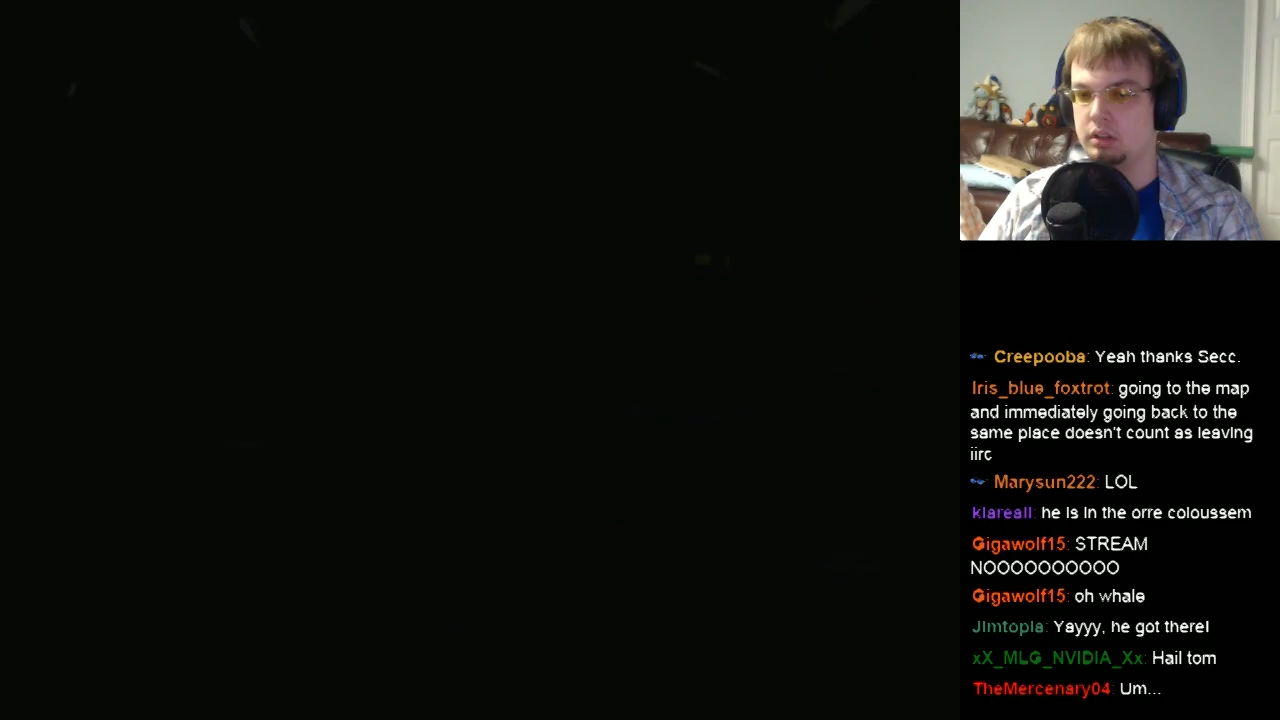 Creepooba: Yeah thanks Secc.
Iris_blue_foxtrot: going to the map
and immediately going back to the
same place doesn't count as leaving
iirc
Marysun222: LOL
klareall: he is in the orre coloussem
Gigawolf15: STREAM
NOOOOOOOOOO
Gigawolf15: oh whale
Jimtopia: Yayyy, he got there!
xX_MLG_NVIDIA_Xx: Hail tom
TheMercenary04: Um...